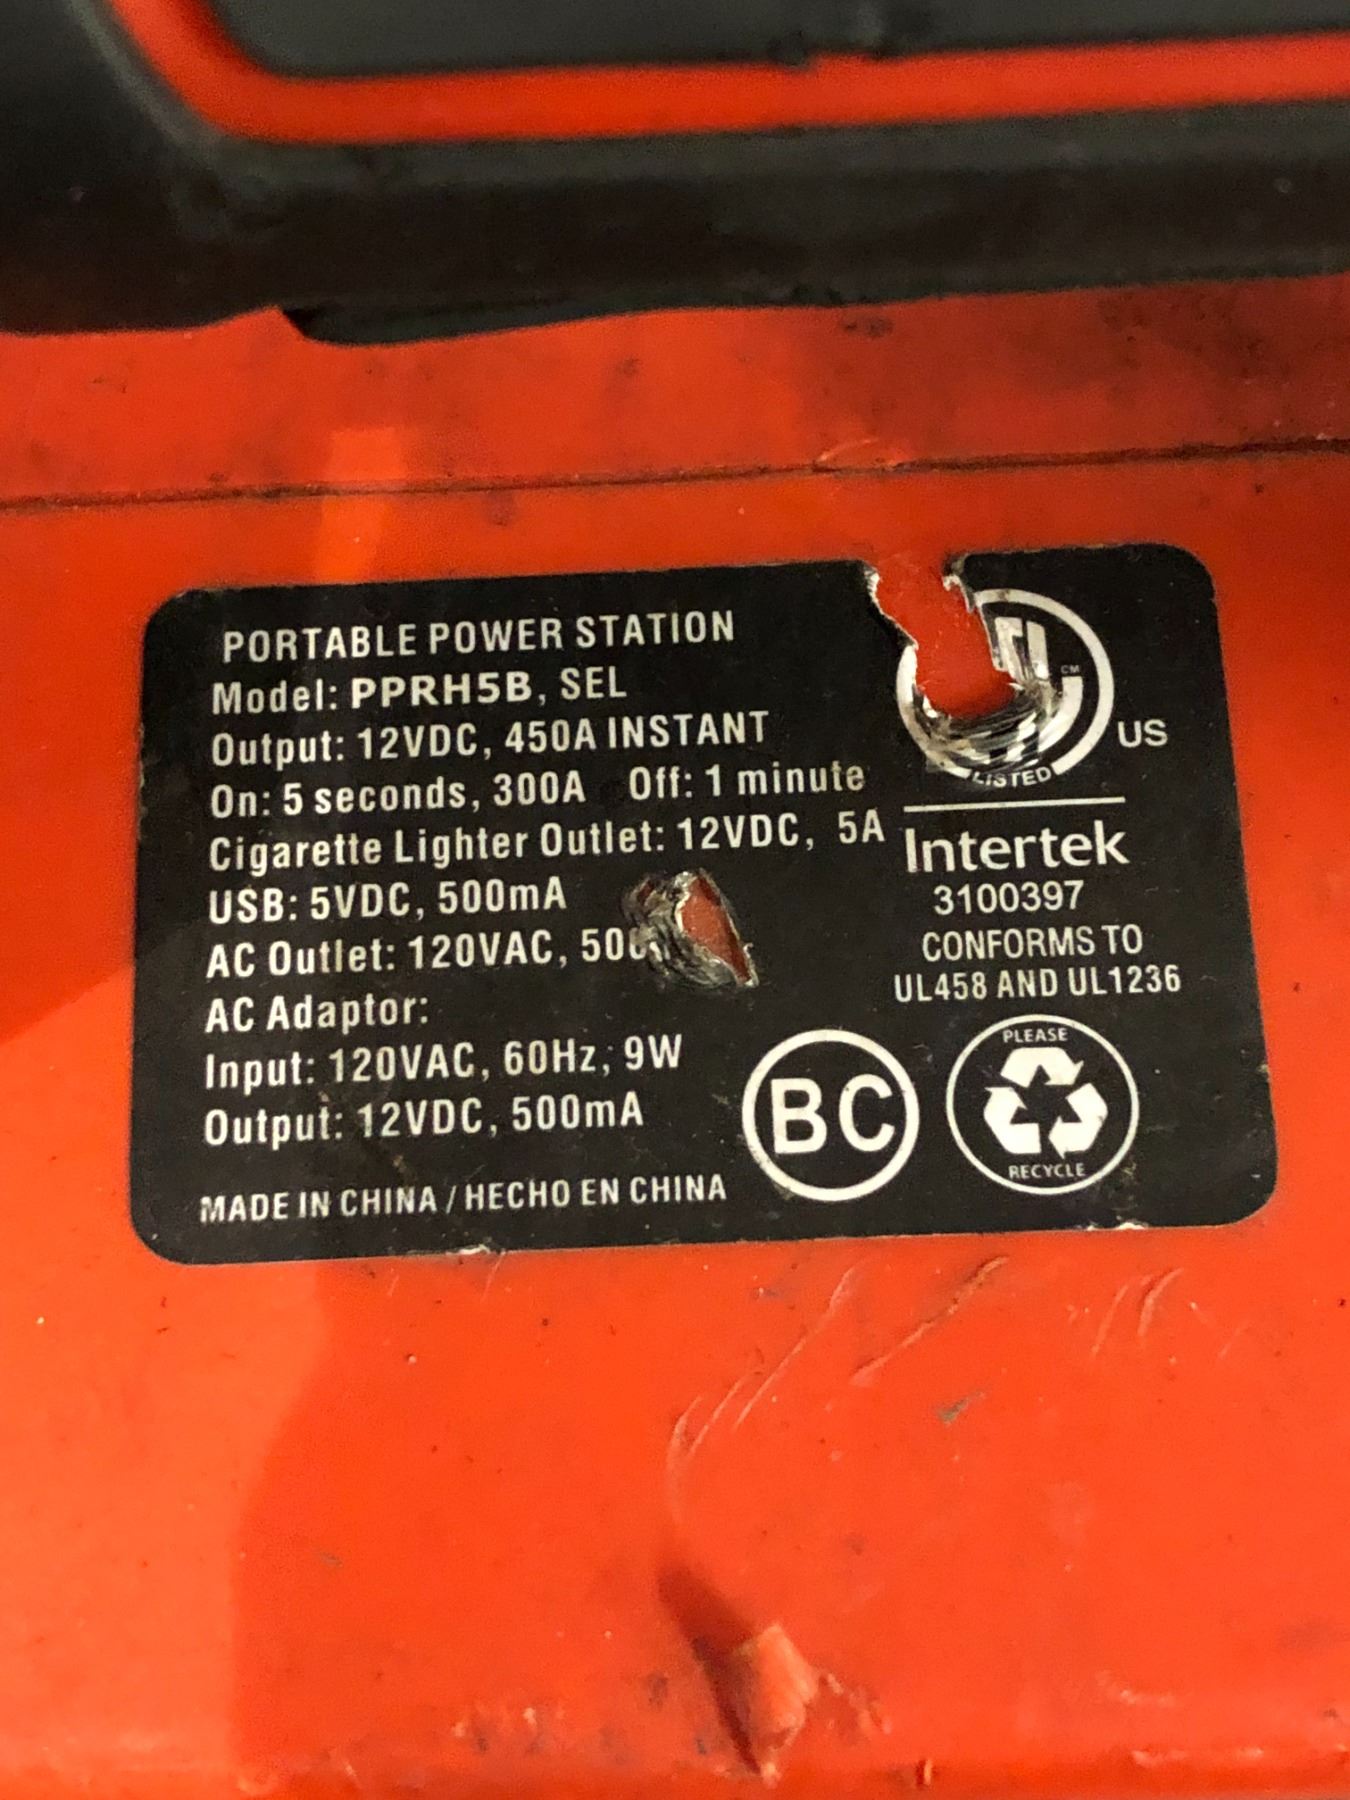 PORTABLE POWER STATION
Model: PPRH5B, SEL
Output: 12VDC, 450A INSTANT
On: 5 seconds, 300A Off: 1 minute
Cigarette Lighter Outlet: 12VDC, 5A
USB: 5VDC, 500mA
AC Outlet: 120VAC,
AC Adaptor:
Input: 120VAC, 60Hz, 9W
Output: 12VDC, 500mA
MADE IN CHINA / HECHO EN CHINA
CM
US
LISTED
Intertek
3100397
CONFORMS TO
UL458 AND UL1236
BC
PLEASE
RECYCLE